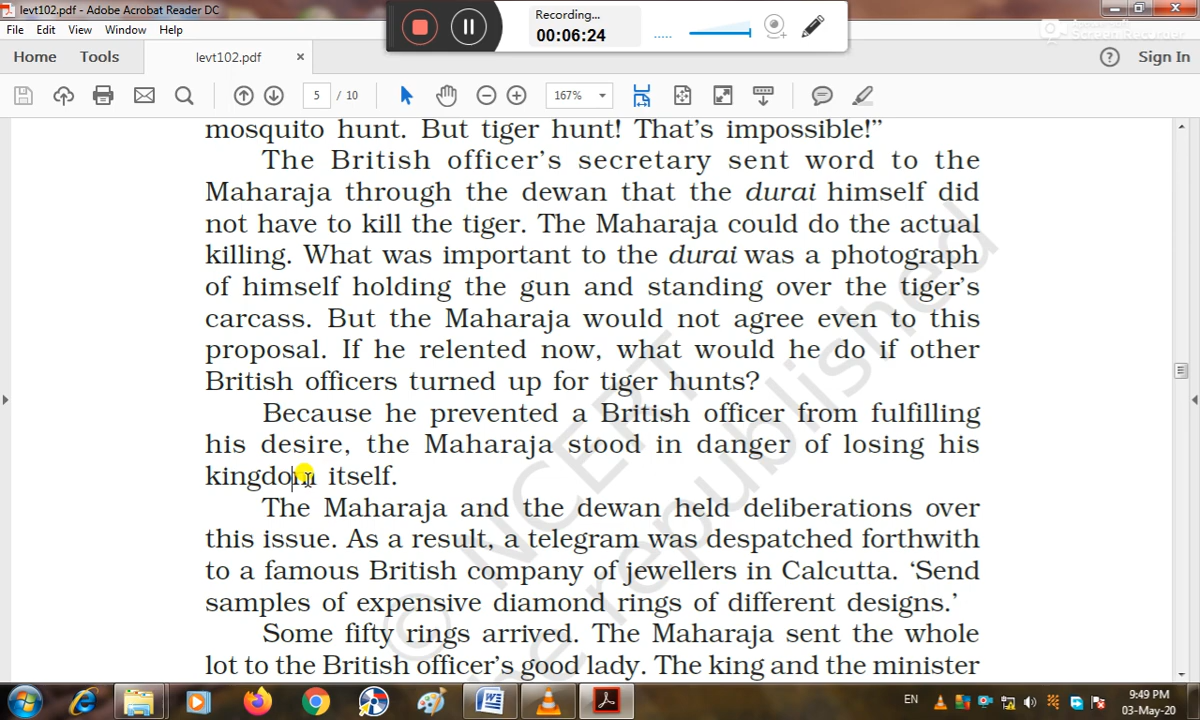 levt102.pdf - Adobe Acrobat Reader DC
File Edit View Window Help
Recording...
00:06:24
Home Tools levt102.pdf × Sign In
5 / 10 167%
mosquito hunt. But tiger hunt! That's impossible!”
The British officer's secretary sent word to the
Maharaja through the dewan that the durai himself did
not have to kill the tiger. The Maharaja could do the actual
killing. What was important to the durai was a photograph
of himself holding the gun and standing over the tiger's
carcass. But the Maharaja would not agree even to this
proposal. If he relented now, what would he do if other
British officers turned up for tiger hunts?
Because he prevented a British officer from fulfilling
his desire, the Maharaja stood in danger of losing his
kingdom itself.
The Maharaja and the dewan held deliberations over
this issue. As a result, a telegram was despatched forthwith
to a famous British company of jewellers in Calcutta. ‘Send
samples of expensive diamond rings of different designs.’
Some fifty rings arrived. The Maharaja sent the whole
lot to the British officer's good lady. The king and the minister
© NCERT
be republished
EN
9:49 PM
03-May-20